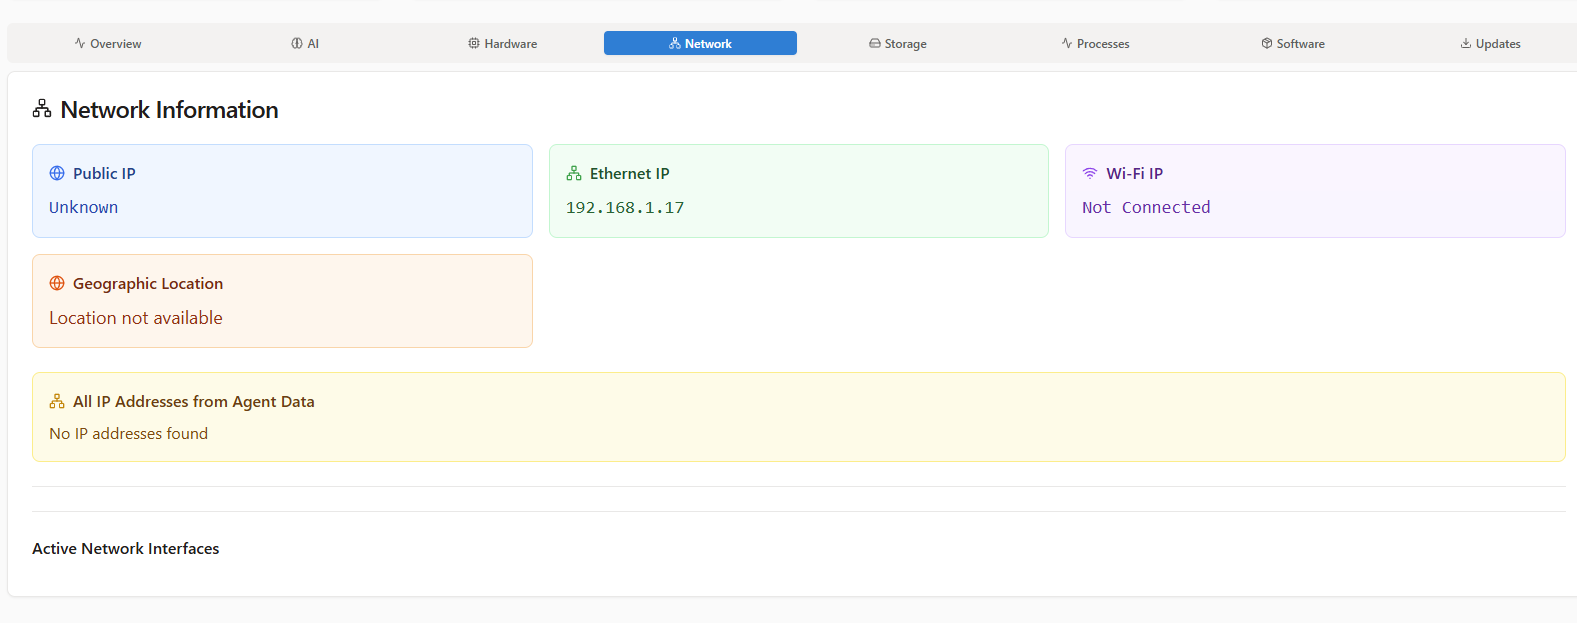 Overview AI Hardware Network Storage Processes Software Updates
Network Information
Public IP
Unknown
Ethernet IP
192.168.1.17
Wi-Fi IP
Not Connected
Geographic Location
Location not available
All IP Addresses from Agent Data
No IP addresses found
Active Network Interfaces